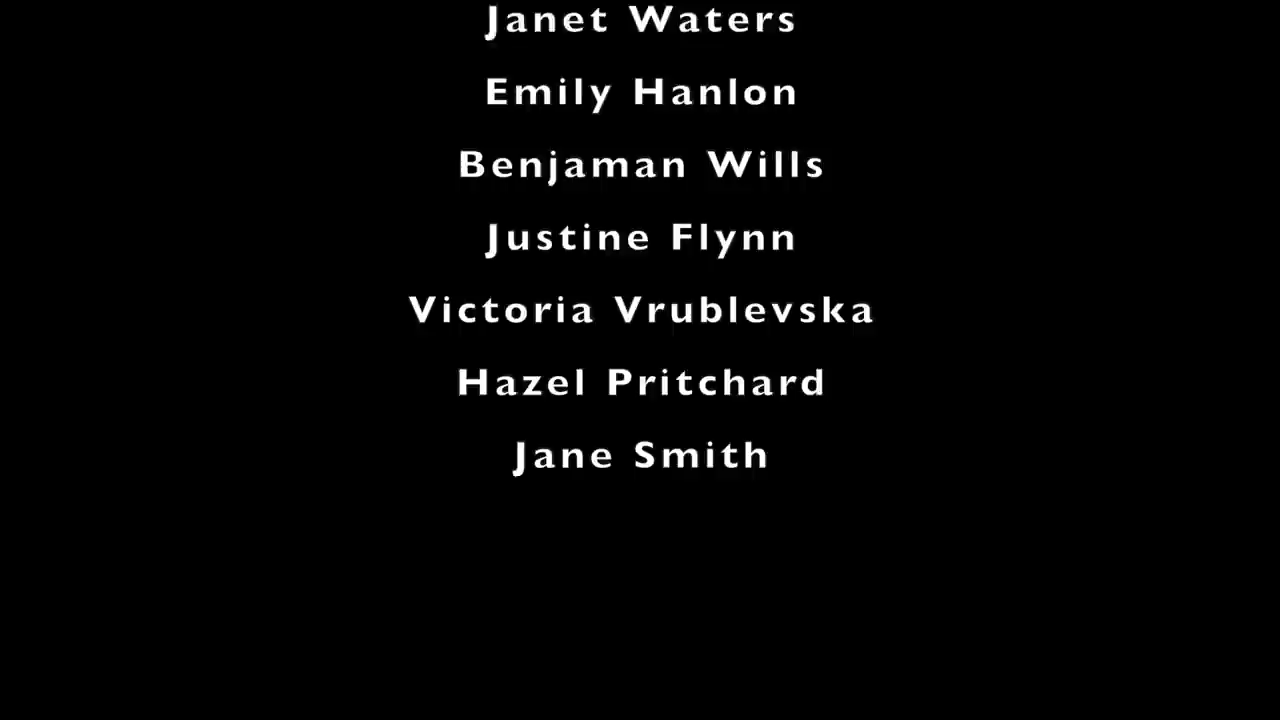 Janet Waters
Emily Hanlon
Benjaman Wills
Justine Flynn
Victoria Vrublevska
Hazel Pritchard
Jane Smith